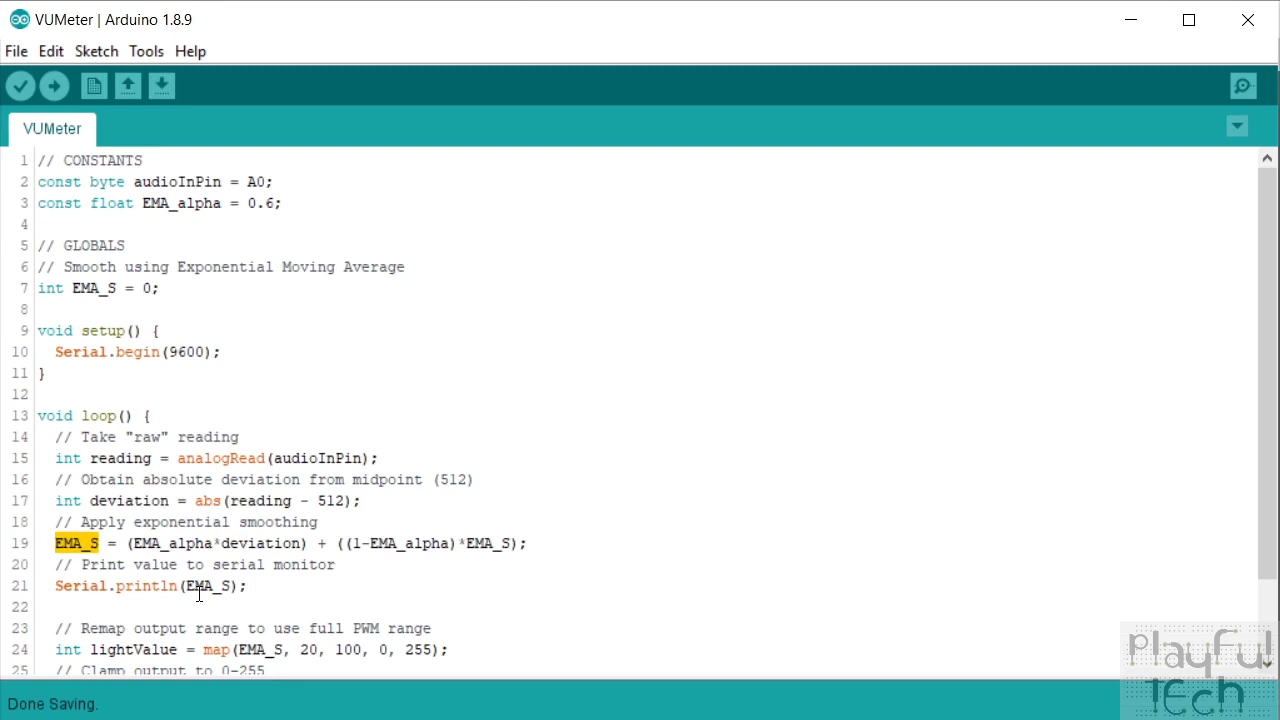 VUMeter | Arduino 1.8.9
File Edit Sketch Tools Help
VUMeter
1 // CONSTANTS
2 const byte audioInPin = A0;
3 const float EMA_alpha = 0.6;
4
5 // GLOBALS
6 // Smooth using Exponential Moving Average
7 int EMA_S = 0;
8
9 void setup() {
10   Serial.begin(9600);
11 }
12
13 void loop() {
14   // Take "raw" reading
15   int reading = analogRead(audioInPin);
16   // Obtain absolute deviation from midpoint (512)
17   int deviation = abs(reading - 512);
18   // Apply exponential smoothing
19   EMA_S = (EMA_alpha*deviation) + ((1-EMA_alpha)*EMA_S);
20   // Print value to serial monitor
21   Serial.println(EMA_S);
22
23   // Remap output range to use full PWM range
24   int lightValue = map(EMA_S, 20, 100, 0, 255);
25   // Clamp output to 0-255
Done Saving.
PlayFul
tEch